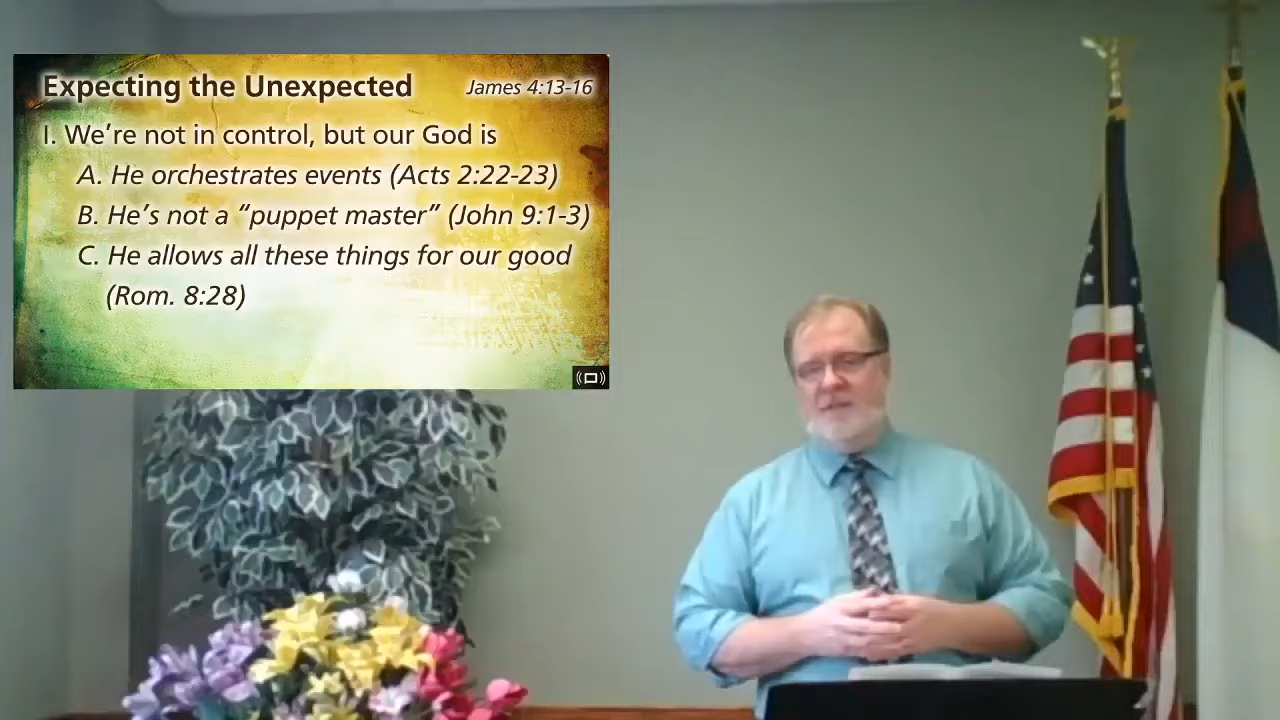 Expecting the Unexpected James 4:13-16
I. We're not in control, but our God is
A. He orchestrates events (Acts 2:22-23)
B. He's not a “puppet master” (John 9:1-3)
C. He allows all these things for our good
(Rom. 8:28)